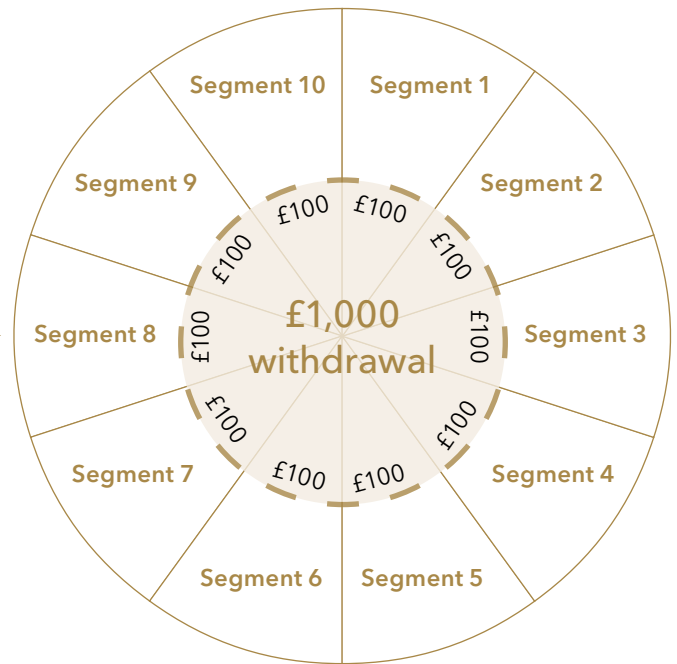 Segment 10
Segment 1
Segment 9
Segment 2
£100
£100
£100
£100
£1,000
withdrawal
Segment 8
£100
£100
Segment 3
£100
£100
Segment 7
£100
£100
Segment 4
Segment 6
Segment 5